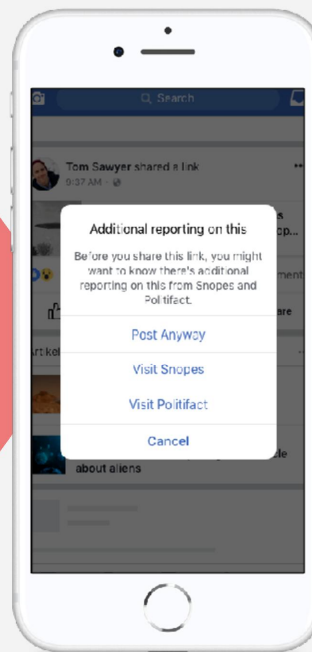 Search
Tom Sawyer shared a link
9:37 AM
Additional reporting on this
Before you share this link, you might
want to know there's additional
reporting on this from Snopes and
Politifact.
Post Anyway
Visit Snopes
Visit Politifact
Cancel
about aliens